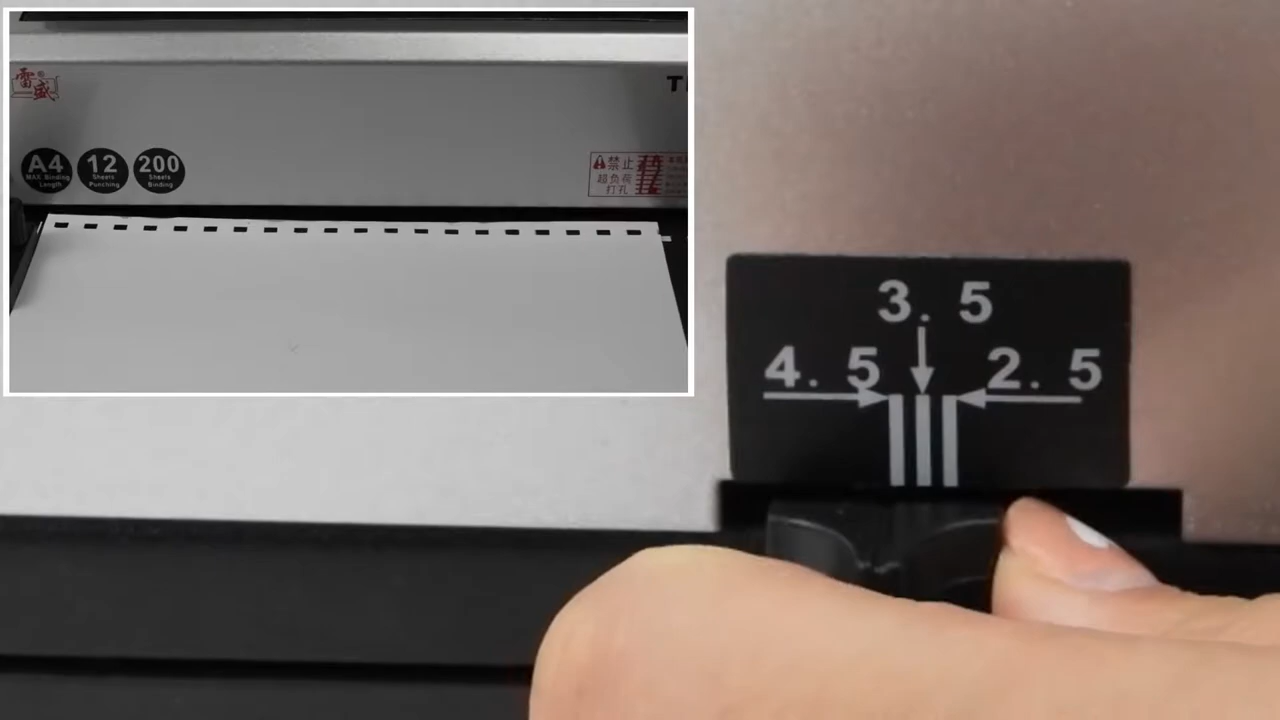 雷盛®
A4
MAX Binding
Length
12
Sheets
Punching
200
Sheets
Binding
禁止
超负荷
打孔
3. 5
4. 5
2. 5